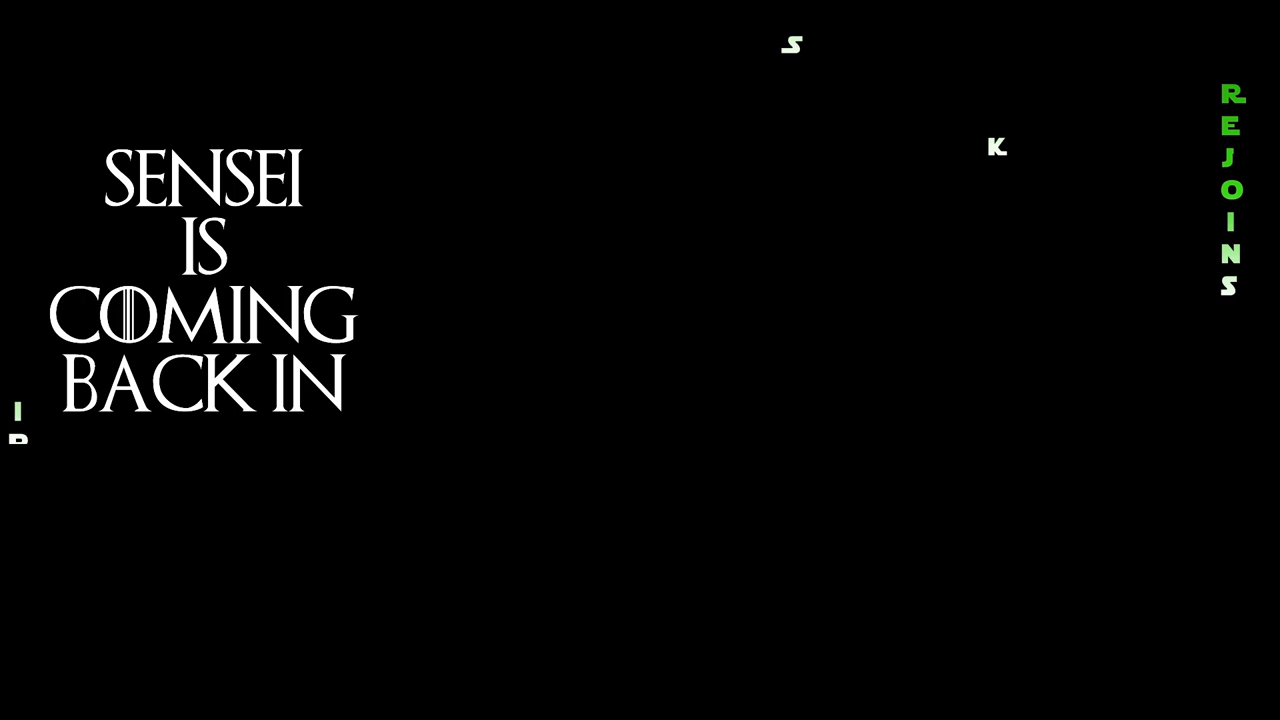 SENSEI
IS
COMING
BACK IN
I
S
K
REJOINS